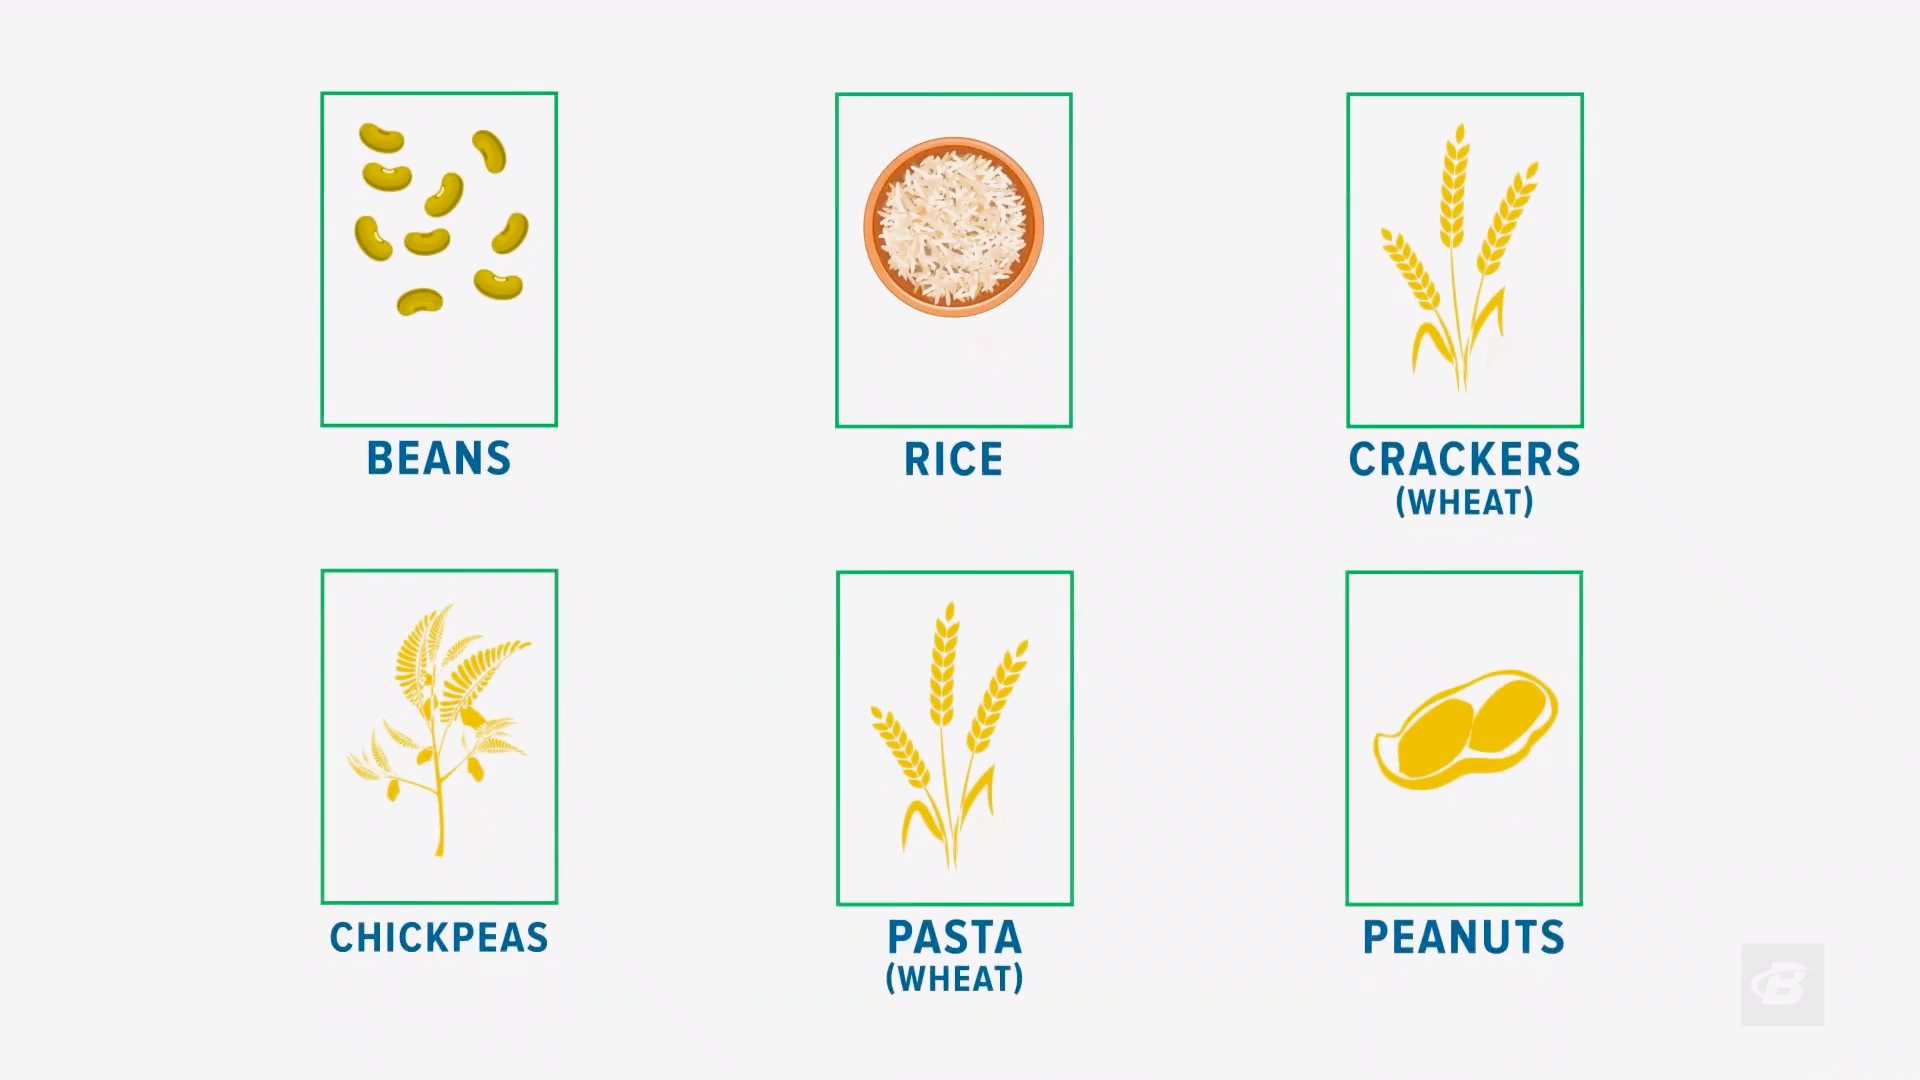 BEANS
RICE
CRACKERS
(WHEAT)
CHICKPEAS
PASTA
(WHEAT)
PEANUTS
B